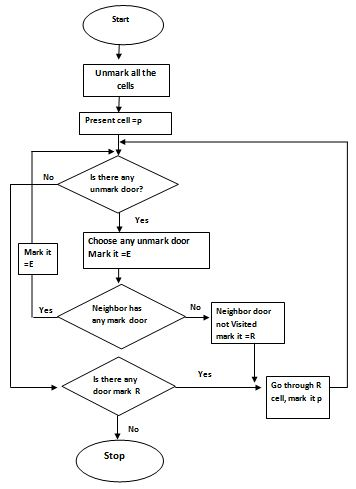 Start
Unmark all the
cells
Present cell =p
Is there any
unmark door?
No
Yes
Choose any unmark door
Mark it =E
Mark it
=E
Neighbor has
any mark door
Yes
No
Neighbor door
not Visited
mark it =R
Is there any
door mark R
Yes
Go through R
cell, mark it p
No
Stop